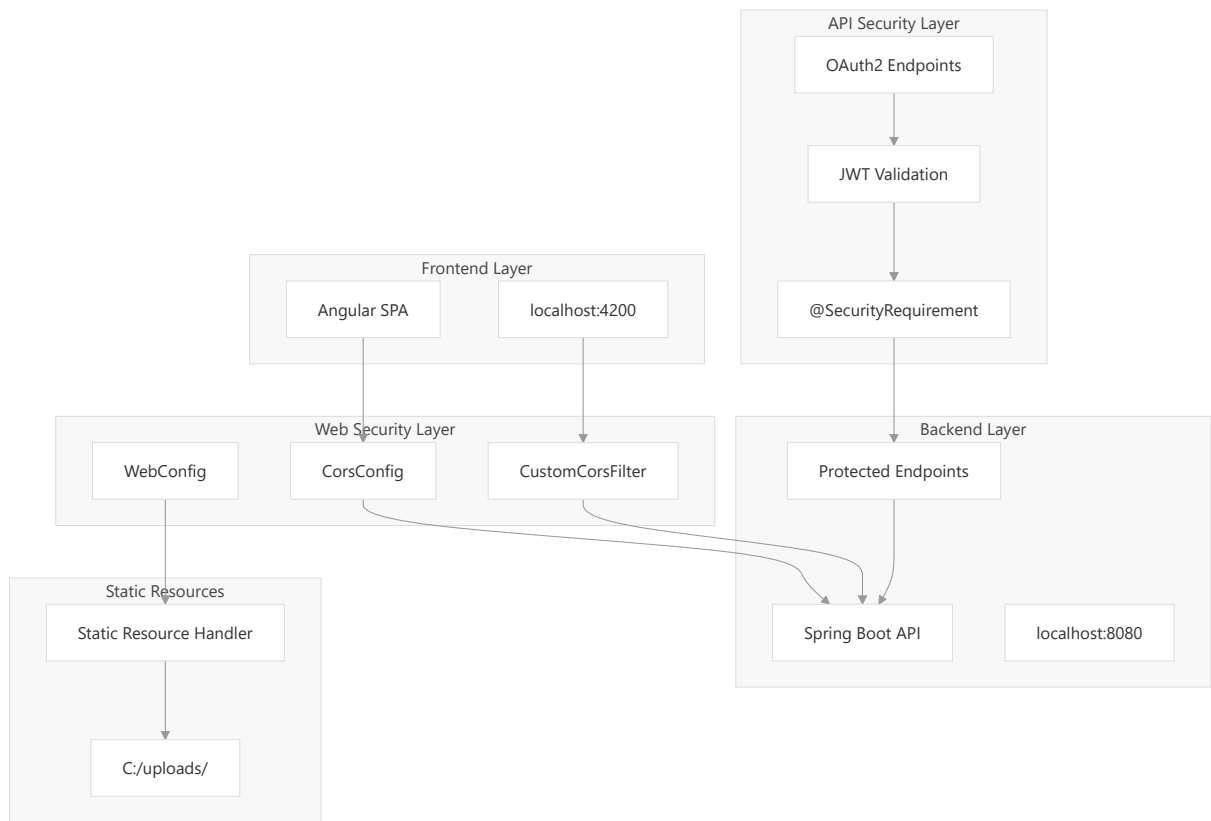 API Security Layer
OAuth2 Endpoints
JWT Validation
@SecurityRequirement
Frontend Layer
Angular SPA
localhost:4200
Web Security Layer
WebConfig
CorsConfig
CustomCorsFilter
Backend Layer
Protected Endpoints
Spring Boot API
localhost:8080
Static Resources
Static Resource Handler
C:/uploads/